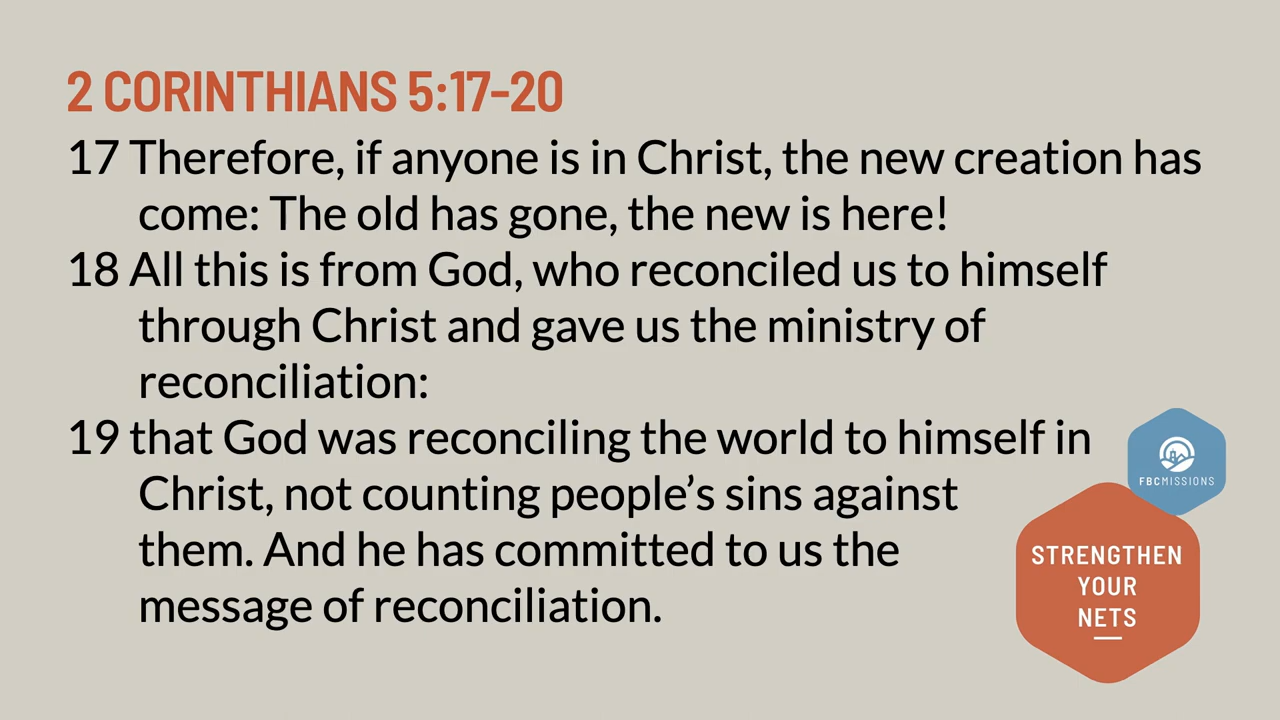 2 CORINTHIANS 5:17-20
17 Therefore, if anyone is in Christ, the new creation has
come: The old has gone, the new is here!
18 All this is from God, who reconciled us to himself
through Christ and gave us the ministry of
reconciliation:
19 that God was reconciling the world to himself in
Christ, not counting people’s sins against
them. And he has committed to us the
message of reconciliation.
FBCMISSIONS
STRENGTHEN
YOUR
NETS